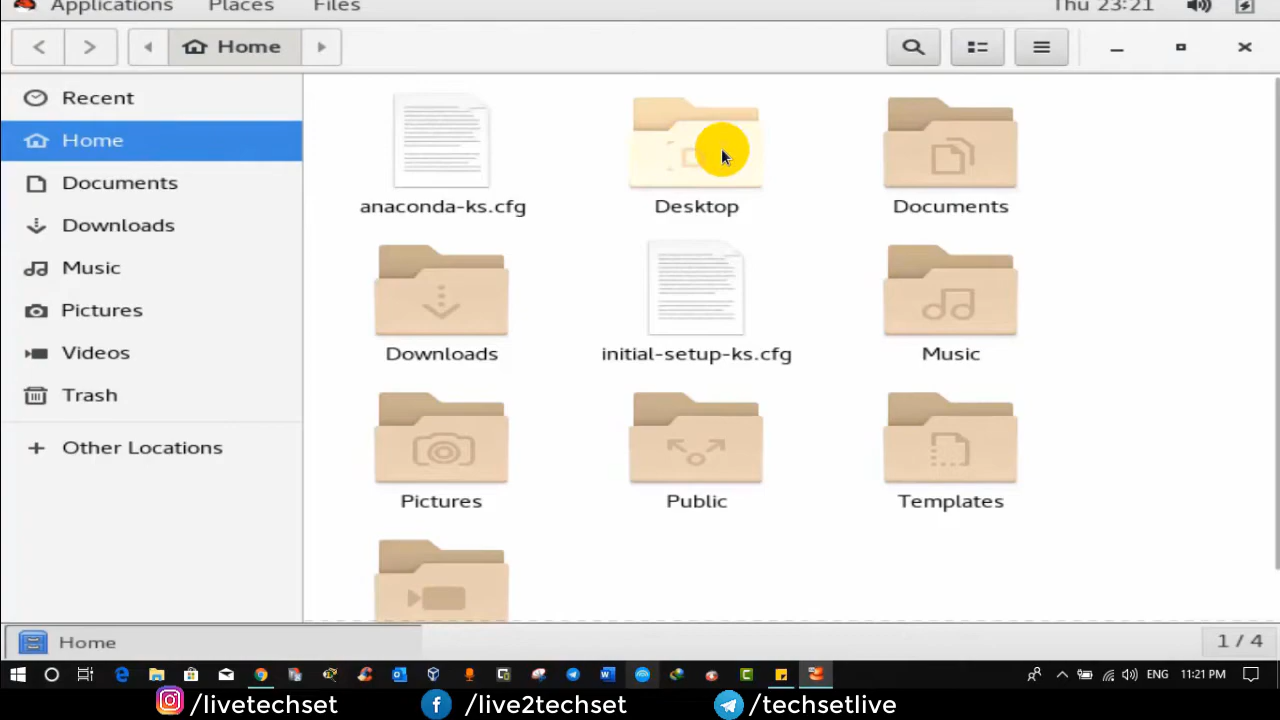 Applications Places Files Thu 23:21
Home
Recent
Home
Documents
Downloads
Music
Pictures
Videos
Trash
Other Locations
anaconda-ks.cfg Desktop Documents
Downloads initial-setup-ks.cfg Music
Pictures Public Templates
Home 1 / 4
ENG 11:21 PM
/livetechset /live2techset /techsetlive